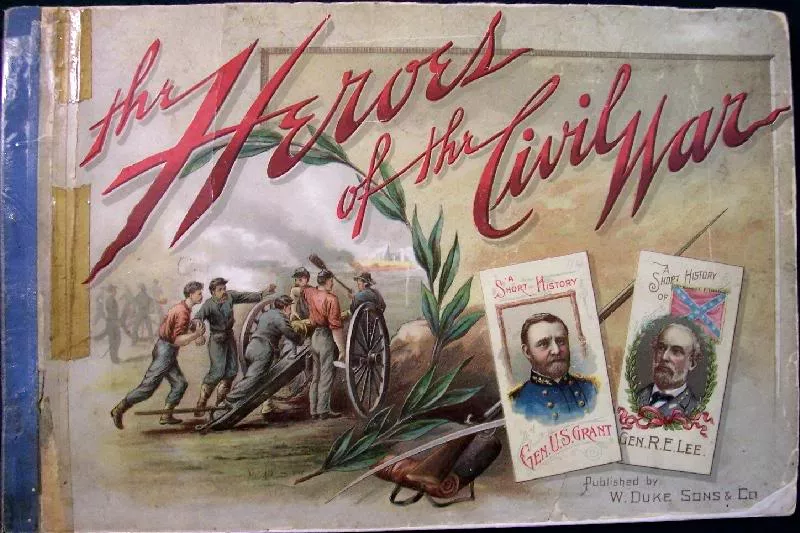 the Heroes
of the Civil War
A
Short History
Gen. U.S. Grant
A
Short History
of
Gen. R.E. Lee.
Published by
W. Duke Sons & Co